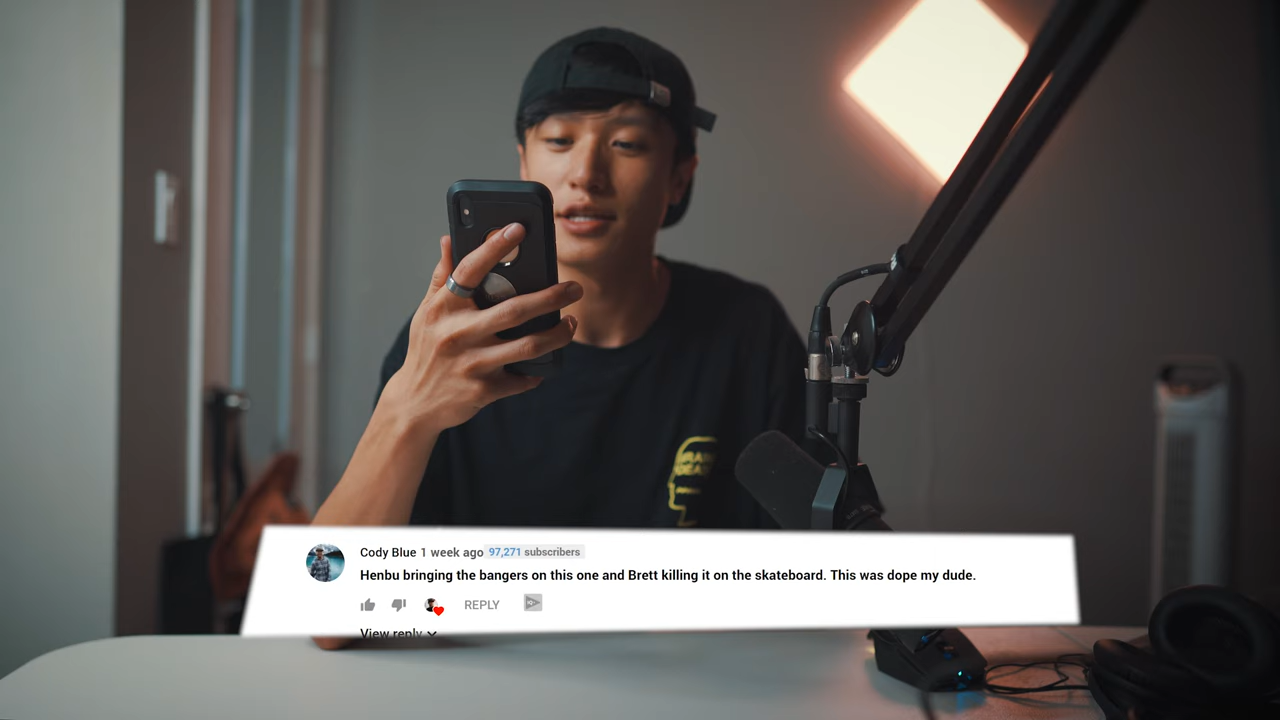 Cody Blue 1 week ago 97,271 subscribers
Henbu bringing the bangers on this one and Brett killing it on the skateboard. This was dope my dude.
REPLY
View reply